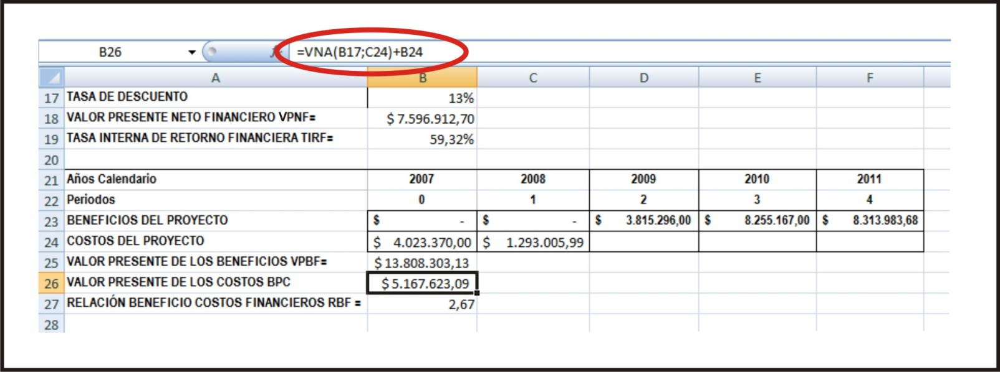 B26 fx =VNA(B17;C24)+B24
A B C D E F
17 TASA DE DESCUENTO 13%
18 VALOR PRESENTE NETO FINANCIERO VPNF= $ 7.596.912,70
19 TASA INTERNA DE RETORNO FINANCIERA TIRF= 59,32%
20
21 Años Calendario 2007 2008 2009 2010 2011
22 Periodos 0 1 2 3 4
23 BENEFICIOS DEL PROYECTO $ - $ - $ 3.815.296,00 $ 8.255.167,00 $ 8.313.983,68
24 COSTOS DEL PROYECTO $ 4.023.370,00 $ 1.293.005,99
25 VALOR PRESENTE DE LOS BENEFICIOS VPBF= $ 13.808.303,13
26 VALOR PRESENTE DE LOS COSTOS BPC $ 5.167.623,09
27 RELACIÓN BENEFICIO COSTOS FINANCIEROS RBF = 2,67
28